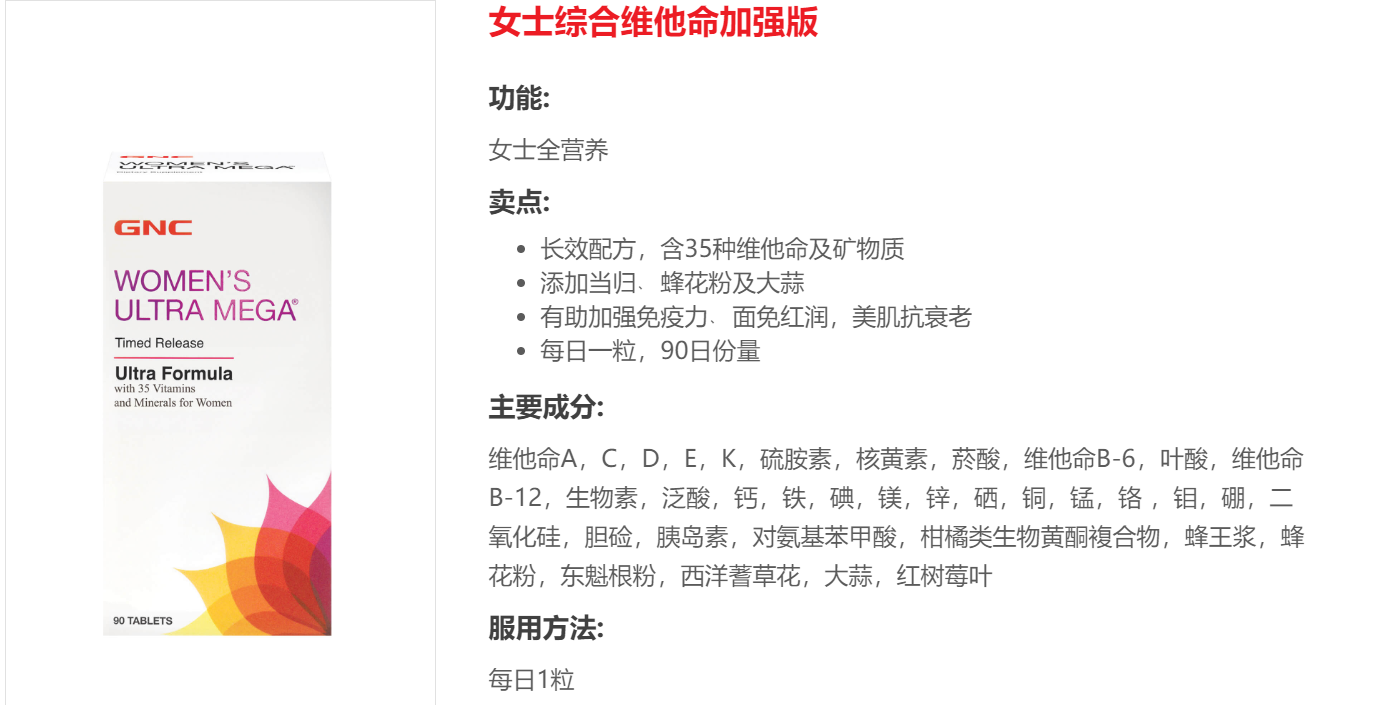 女士综合维他命加强版
功能:
女士全营养
卖点:
长效配方，含35种维他命及矿物质
添加当归、蜂花粉及大蒜
有助加强免疫力、面免红润，美肌抗衰老
每日一粒，90日份量
主要成分:
维他命A，C，D，E，K，硫胺素，核黄素，菸酸，维他命B-6，叶酸，维他命
B-12，生物素，泛酸，钙，铁，碘，镁，锌，硒，铜，锰，铬 ，钼，硼，二
氧化硅，胆硷，胰岛素，对氨基苯甲酸，柑橘类生物黄酮複合物，蜂王浆，蜂
花粉，东魁根粉，西洋蓍草花，大蒜，红树莓叶
服用方法:
每日1粒
GNC
WOMEN'S
ULTRA MEGA®
Dietary Supplement
GNC
WOMEN'S
ULTRA MEGA®
Timed Release
Ultra Formula
with 35 Vitamins
and Minerals for Women
90 TABLETS